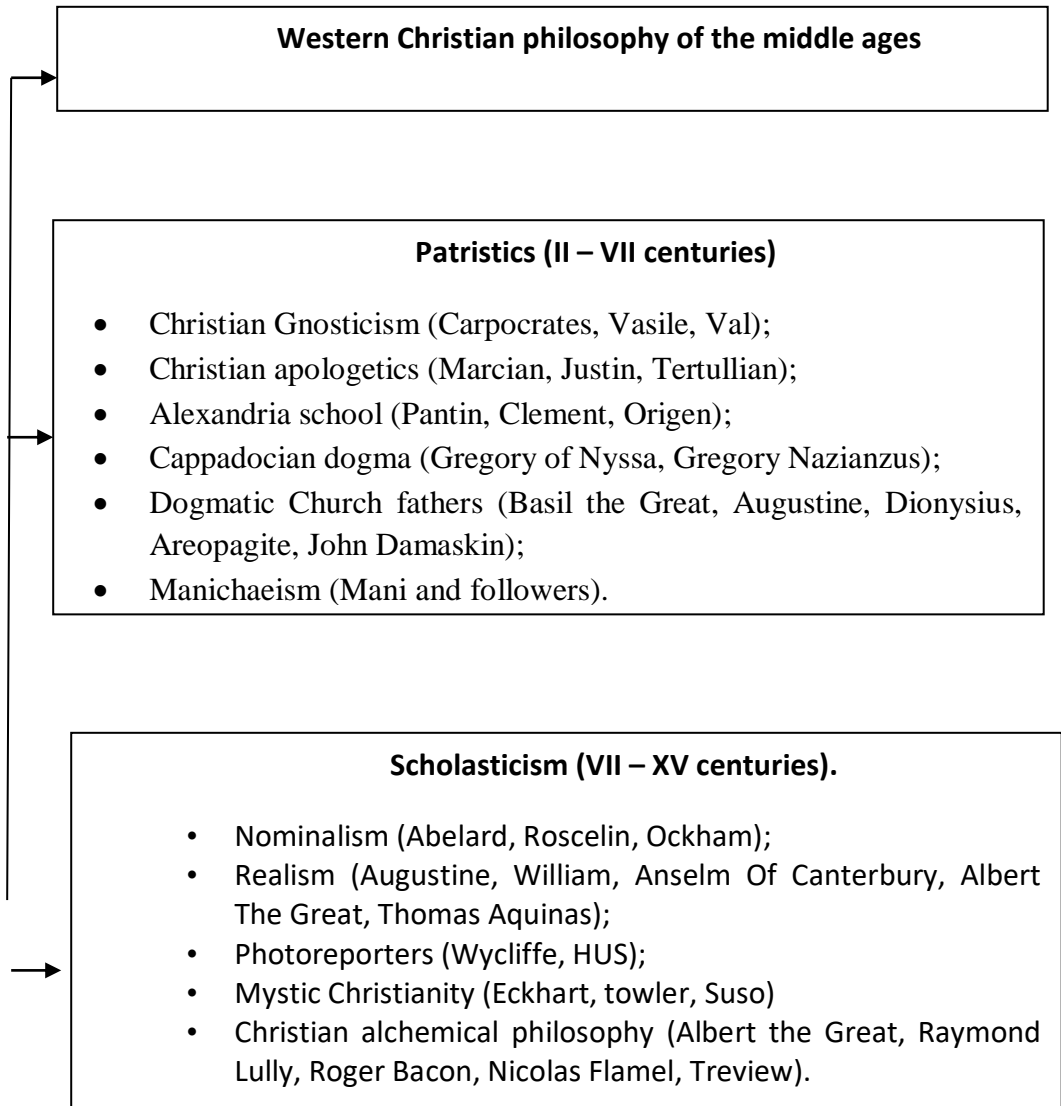 Western Christian philosophy of the middle ages
Patristics (II – VII centuries)
• Christian Gnosticism (Carpocrates, Vasile, Val);
• Christian apologetics (Marcian, Justin, Tertullian);
• Alexandria school (Pantin, Clement, Origen);
• Cappadocian dogma (Gregory of Nyssa, Gregory Nazianzus);
• Dogmatic Church fathers (Basil the Great, Augustine, Dionysius,
Areopagite, John Damaskin);
• Manichaeism (Mani and followers).
Scholasticism (VII – XV centuries).
• Nominalism (Abelard, Roscelin, Ockham);
• Realism (Augustine, William, Anselm Of Canterbury, Albert
The Great, Thomas Aquinas);
• Photoreporters (Wycliffe, HUS);
• Mystic Christianity (Eckhart, towler, Suso)
• Christian alchemical philosophy (Albert the Great, Raymond
Lully, Roger Bacon, Nicolas Flamel, Treview).